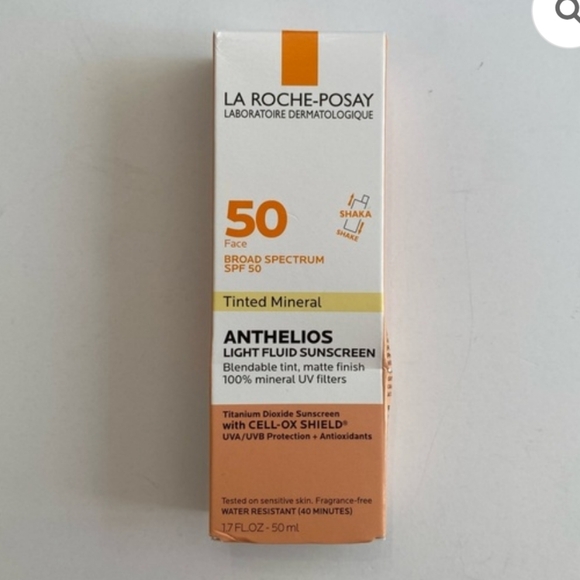 LA ROCHE-POSAY
LABORATOIRE DERMATOLOGIQUE
50
Face
SHAKA
SHAKE
BROAD SPECTRUM
SPF 50
Tinted Mineral
ANTHELIOS
LIGHT FLUID SUNSCREEN
Blendable tint, matte finish
100% mineral UV filters
Titanium Dioxide Sunscreen
with CELL-OX SHIELD®
UVA/UVB Protection + Antioxidants
Tested on sensitive skin. Fragrance-free
WATER RESISTANT (40 MINUTES)
1.7 FL.OZ - 50 ml